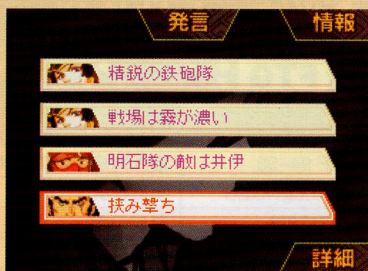 発言
情報
精鋭の鉄砲隊
戦場は霧が濃い
明石隊の敵は井伊
挟み撃ち
詳細